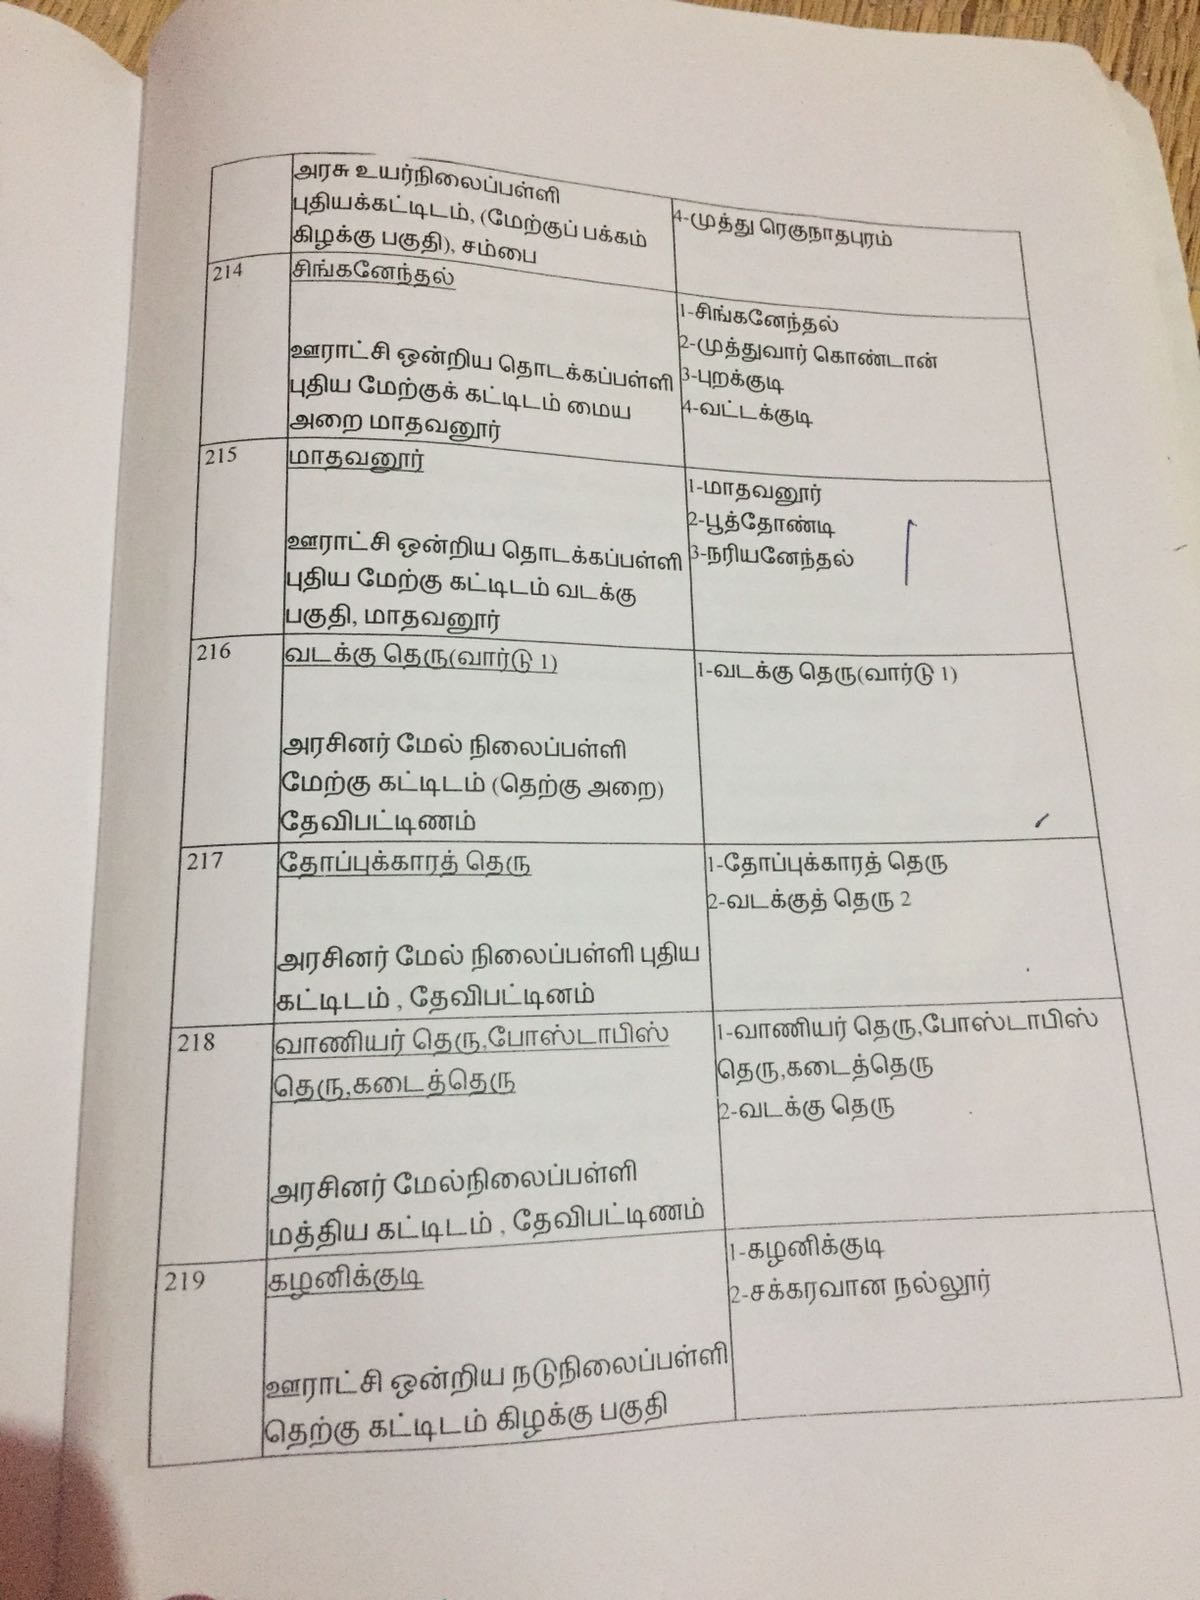 அரசு உயர்நிலைப்பள்ளி
புதியக்கட்டிடம், (மேற்குப் பக்கம்
கிழக்கு பகுதி), சம்பை
4-முத்து ரெகுநாதபுரம்
214
சிங்கனேந்தல்
ஊராட்சி ஒன்றிய தொடக்கப்பள்ளி
புதிய மேற்குக் கட்டிடம் மைய
அறை மாதவனூர்
1-சிங்கனேந்தல்
2-முத்துவார் கொண்டான்
3-புறக்குடி
4-வட்டக்குடி
215
மாதவனூர்
ஊராட்சி ஒன்றிய தொடக்கப்பள்ளி
புதிய மேற்கு கட்டிடம் வடக்கு
பகுதி, மாதவனூர்
1-மாதவனூர்
2-பூத்தோண்டி
3-நரியனேந்தல்
216
வடக்கு தெரு(வார்டு 1)
அரசினர் மேல் நிலைப்பள்ளி
மேற்கு கட்டிடம் (தெற்கு அறை)
தேவிபட்டிணம்
1-வடக்கு தெரு(வார்டு 1)
217
தோப்புக்காரத் தெரு
அரசினர் மேல் நிலைப்பள்ளி புதிய
கட்டிடம் , தேவிபட்டினம்
1-தோப்புக்காரத் தெரு
2-வடக்குத் தெரு 2
218
வாணியர் தெரு,போஸ்டாபிஸ்
தெரு,கடைத்தெரு
அரசினர் மேல்நிலைப்பள்ளி
மத்திய கட்டிடம் , தேவிபட்டிணம்
1-வாணியர் தெரு,போஸ்டாபிஸ்
தெரு,கடைத்தெரு
2-வடக்கு தெரு
219
கழனிக்குடி
ஊராட்சி ஒன்றிய நடுநிலைப்பள்ளி
தெற்கு கட்டிடம் கிழக்கு பகுதி
1-கழனிக்குடி
2-சக்கரவான நல்லூர்